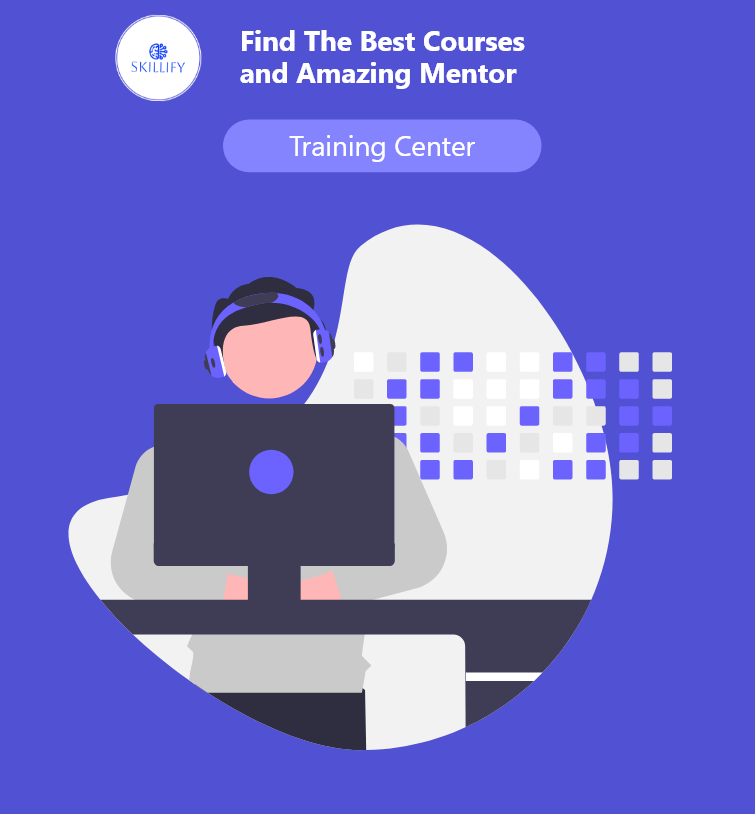 SKILLIFY
Find The Best Courses
and Amazing Mentor
Training Center